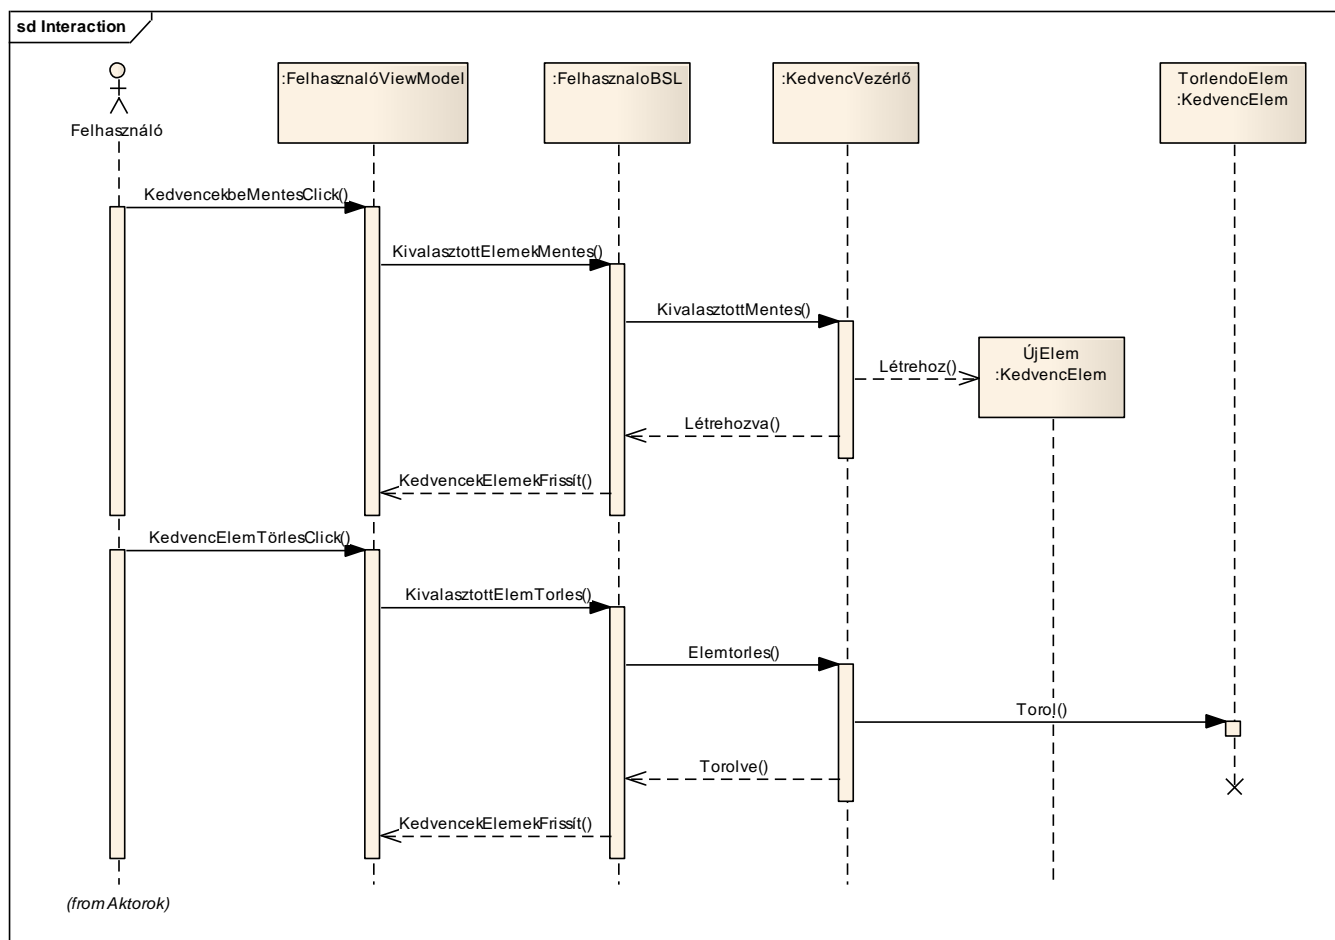 sd Interaction
Felhasználó
:FelhasznalóViewModel
:FelhasznaloBSL
:KedvencVezérlő
TorlendoElem
:KedvencElem
KedvencekbeMentesClick()
KivalasztottElemekMentes()
KivalasztottMentes()
ÚjElem
:KedvencElem
Létrehoz()
Létrehozva()
KedvencekElemekFrissít()
KedvencElemTörlesClick()
KivalasztottElemTorles()
Elemtorles()
Torol()
Torolve()
KedvencekElemekFrissít()
(from Aktorok)